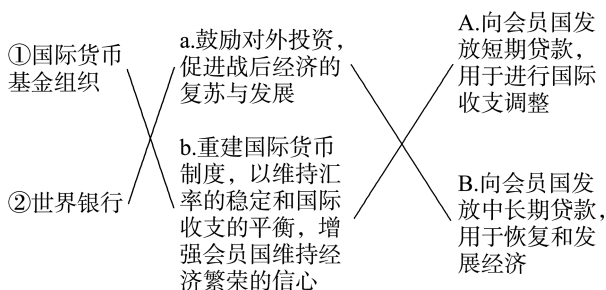 ①国际货币
基金组织
②世界银行
a.鼓励对外投资，
促进战后经济的
复苏与发展
b.重建国际货币
制度，以维持汇
率的稳定和国际
收支的平衡，增
强会员国维持经
济繁荣的信心
A.向会员国发
放短期贷款，
用于进行国际
收支调整
B.向会员国发
放中长期贷款，
用于恢复和发
展经济